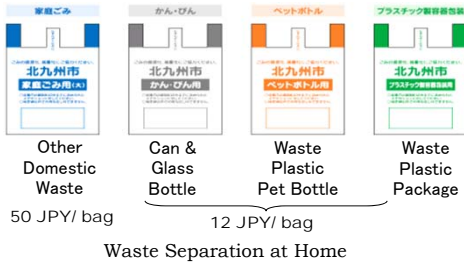 家庭ごみ
かん・びん
ペットボトル
プラスチック製容器包装
北九州市
家庭ごみ用(大)
北九州市
かん・びん用
北九州市
ペットボトル用
北九州市
プラスチック製容器包装用
Other
Domestic
Waste
Can &
Glass
Bottle
Waste
Plastic
Pet Bottle
Waste
Plastic
Package
50 JPY/ bag
12 JPY/ bag
Waste Separation at Home